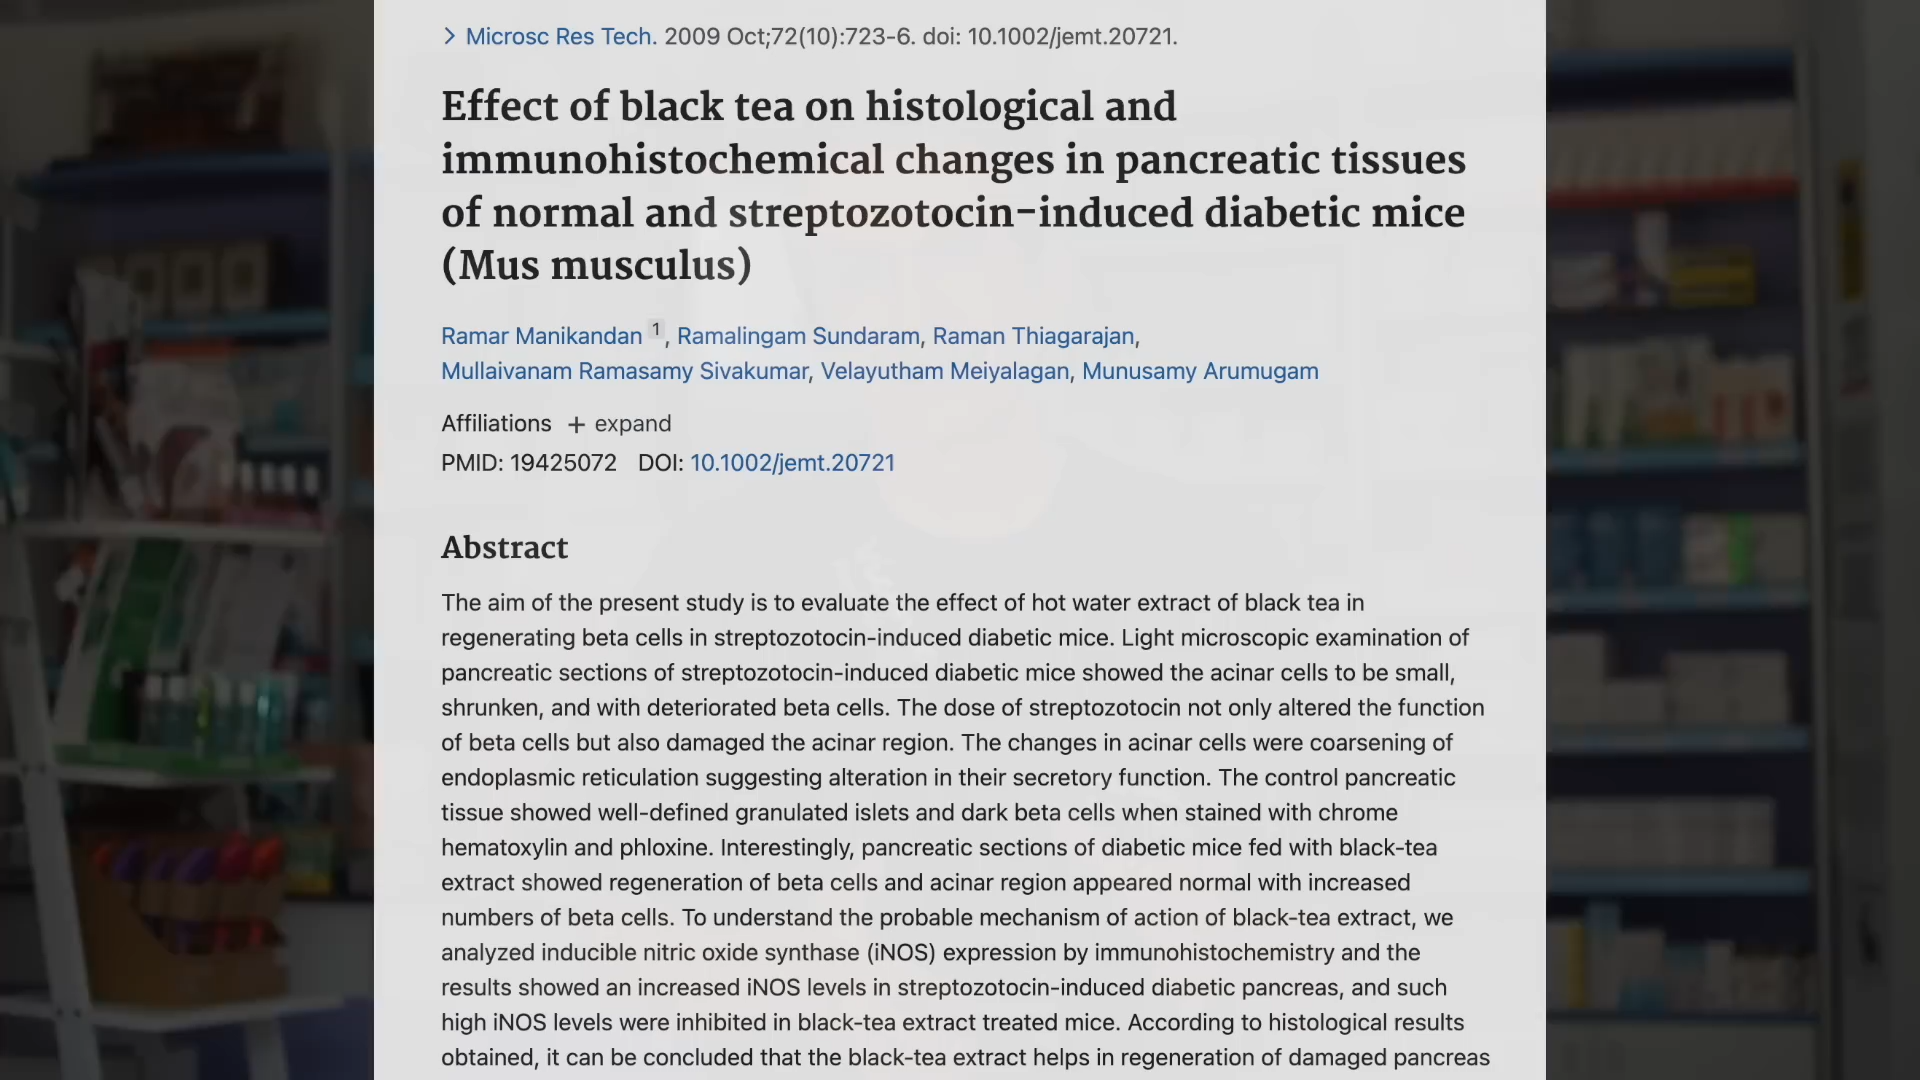 Microsc Res Tech. 2009 Oct;72(10):723-6. doi: 10.1002/jemt.20721.
Effect of black tea on histological and
immunohistochemical changes in pancreatic tissues
of normal and streptozotocin-induced diabetic mice
(Mus musculus)
Ramar Manikandan 1, Ramalingam Sundaram, Raman Thiagarajan,
Mullaivanam Ramasamy Sivakumar, Velayutham Meiyalagan, Munusamy Arumugam
Affiliations + expand
PMID: 19425072 DOI: 10.1002/jemt.20721
Abstract
The aim of the present study is to evaluate the effect of hot water extract of black tea in
regenerating beta cells in streptozotocin-induced diabetic mice. Light microscopic examination of
pancreatic sections of streptozotocin-induced diabetic mice showed the acinar cells to be small,
shrunken, and with deteriorated beta cells. The dose of streptozotocin not only altered the function
of beta cells but also damaged the acinar region. The changes in acinar cells were coarsening of
endoplasmic reticulation suggesting alteration in their secretory function. The control pancreatic
tissue showed well-defined granulated islets and dark beta cells when stained with chrome
hematoxylin and phloxine. Interestingly, pancreatic sections of diabetic mice fed with black-tea
extract showed regeneration of beta cells and acinar region appeared normal with increased
numbers of beta cells. To understand the probable mechanism of action of black-tea extract, we
analyzed inducible nitric oxide synthase (iNOS) expression by immunohistochemistry and the
results showed an increased iNOS levels in streptozotocin-induced diabetic pancreas, and such
high iNOS levels were inhibited in black-tea extract treated mice. According to histological results
obtained, it can be concluded that the black-tea extract helps in regeneration of damaged pancreas